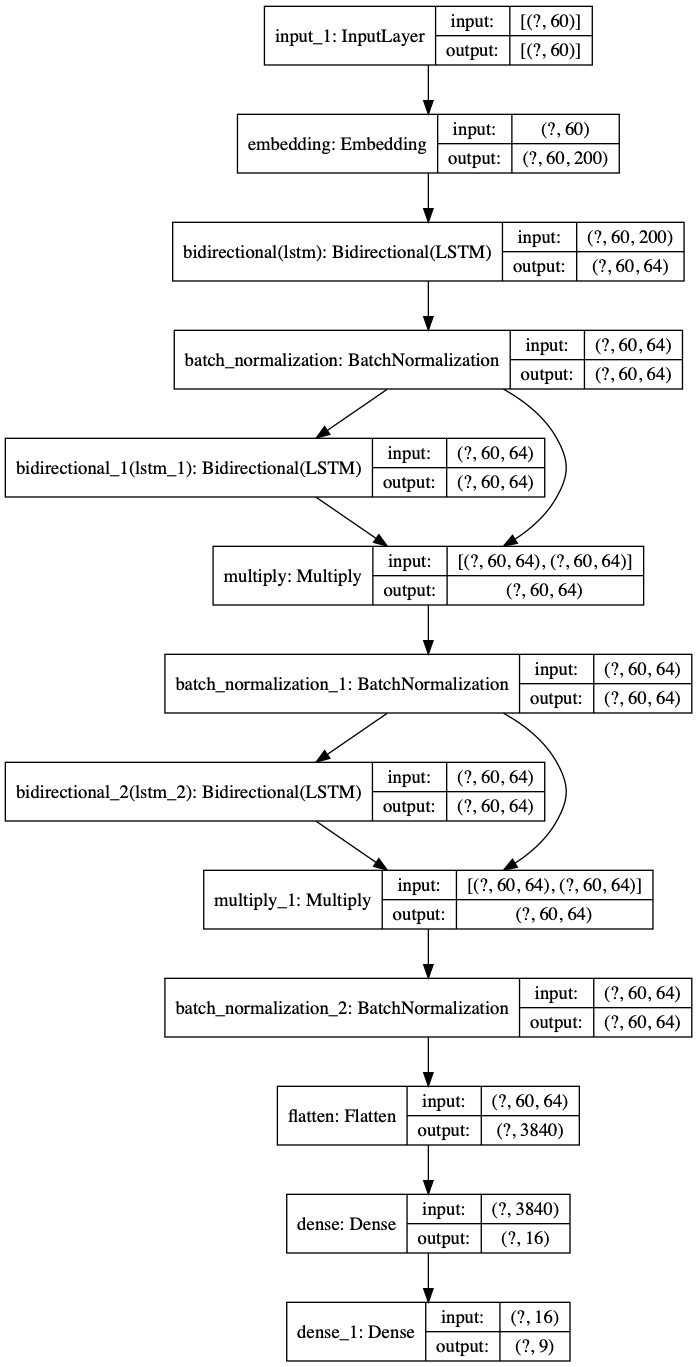 input_1: InputLayer
input:
[(?, 60)]
output:
[(?, 60)]
embedding: Embedding
input:
(?, 60)
output:
(?, 60, 200)
bidirectional(lstm): Bidirectional(LSTM)
input:
(?, 60, 200)
output:
(?, 60, 64)
batch_normalization: BatchNormalization
input:
(?, 60, 64)
output:
(?, 60, 64)
bidirectional_1(lstm_1): Bidirectional(LSTM)
input:
(?, 60, 64)
output:
(?, 60, 64)
multiply: Multiply
input:
[(?, 60, 64), (?, 60, 64)]
output:
(?, 60, 64)
batch_normalization_1: BatchNormalization
input:
(?, 60, 64)
output:
(?, 60, 64)
bidirectional_2(lstm_2): Bidirectional(LSTM)
input:
(?, 60, 64)
output:
(?, 60, 64)
multiply_1: Multiply
input:
[(?, 60, 64), (?, 60, 64)]
output:
(?, 60, 64)
batch_normalization_2: BatchNormalization
input:
(?, 60, 64)
output:
(?, 60, 64)
flatten: Flatten
input:
(?, 60, 64)
output:
(?, 3840)
dense: Dense
input:
(?, 3840)
output:
(?, 16)
dense_1: Dense
input:
(?, 16)
output:
(?, 9)